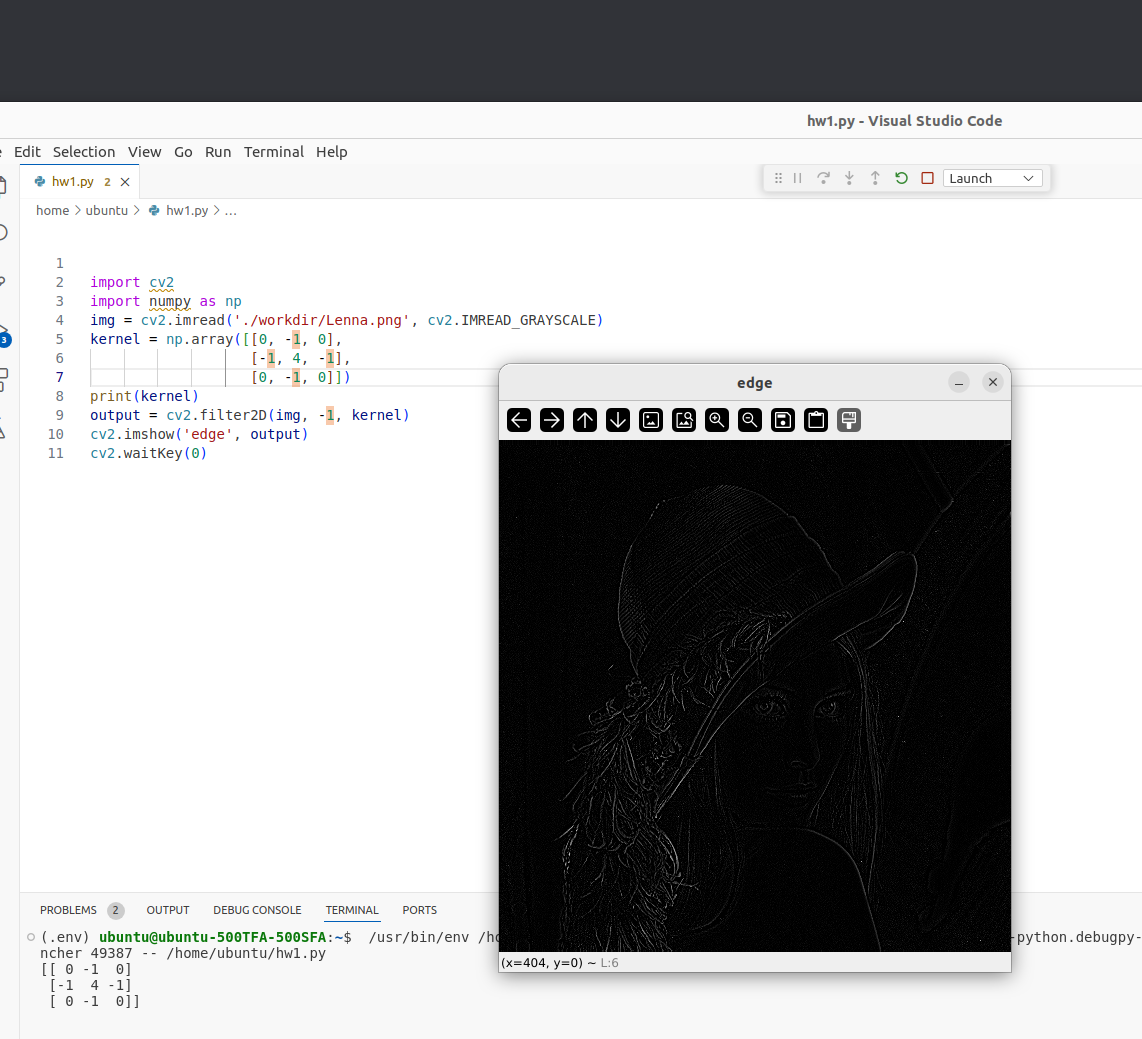 hw1.py - Visual Studio Code
Edit Selection View Go Run Terminal Help
hw1.py 2
Launch
home > ubuntu > hw1.py > ...
1
2 import cv2
3 import numpy as np
4 img = cv2.imread('./workdir/Lenna.png', cv2.IMREAD_GRAYSCALE)
5 kernel = np.array([[0, -1, 0],
6 [-1, 4, -1],
7 [0, -1, 0]])
8 print(kernel)
9 output = cv2.filter2D(img, -1, kernel)
10 cv2.imshow('edge', output)
11 cv2.waitKey(0)
3
edge
(x=404, y=0) ~ L:6
PROBLEMS 2 OUTPUT DEBUG CONSOLE TERMINAL PORTS
(.env) ubuntu@ubuntu-500TFA-500SFA:~$ /usr/bin/env /ho -python.debugpy-
ncher 49387 -- /home/ubuntu/hw1.py
[[ 0 -1 0]
[-1 4 -1]
[ 0 -1 0]]